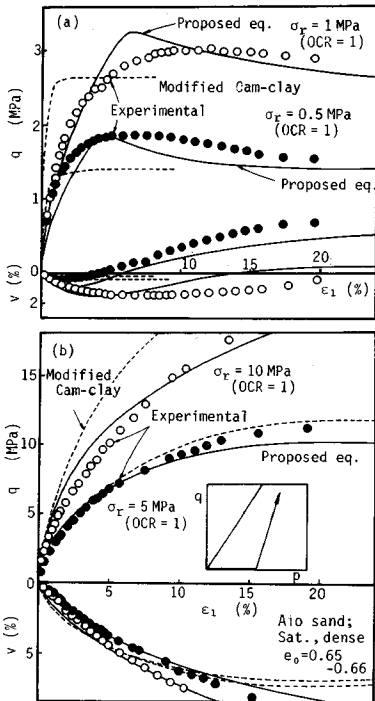 (a)
Proposed eq.
σr = 1 MPa
(OCR = 1)
3
Modified Cam-clay
Experimental
σr = 0.5 MPa
(OCR = 1)
q (MPa)
2
1
Proposed eq.
0
10
20
ε1 (%)
v (%)
2
(b)
15
Modified
Cam-clay
σr = 10 MPa
(OCR = 1)
Experimental
q (MPa)
10
Proposed eq.
σr = 5 MPa
(OCR = 1)
5
q
p
0
5
10
15
20
ε1 (%)
v (%)
5
Aio sand;
Sat., dense
e0 = 0.65
-0.66